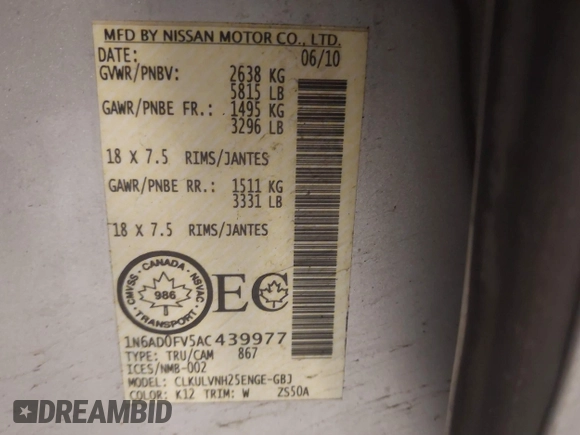 MFD BY NISSAN MOTOR CO., LTD.
DATE: 06/10
GVWR/PNBV: 2638 KG
5815 LB
GAWR/PNBE FR.: 1495 KG
3296 LB
18 X 7.5 RIMS/JANTES
GAWR/PNBE RR.: 1511 KG
3331 LB
18 X 7.5 RIMS/JANTES
CANADA
CMVSS · NSVAC
986
TRANSPORT
EC
1N6AD0FV5AC 439977
TYPE: TRU/CAM 867
ICES/NMB-002
MODEL: CLKULVNH25ENGE-GBJ
COLOR: K12 TRIM: W ZS50A
DREAMBID